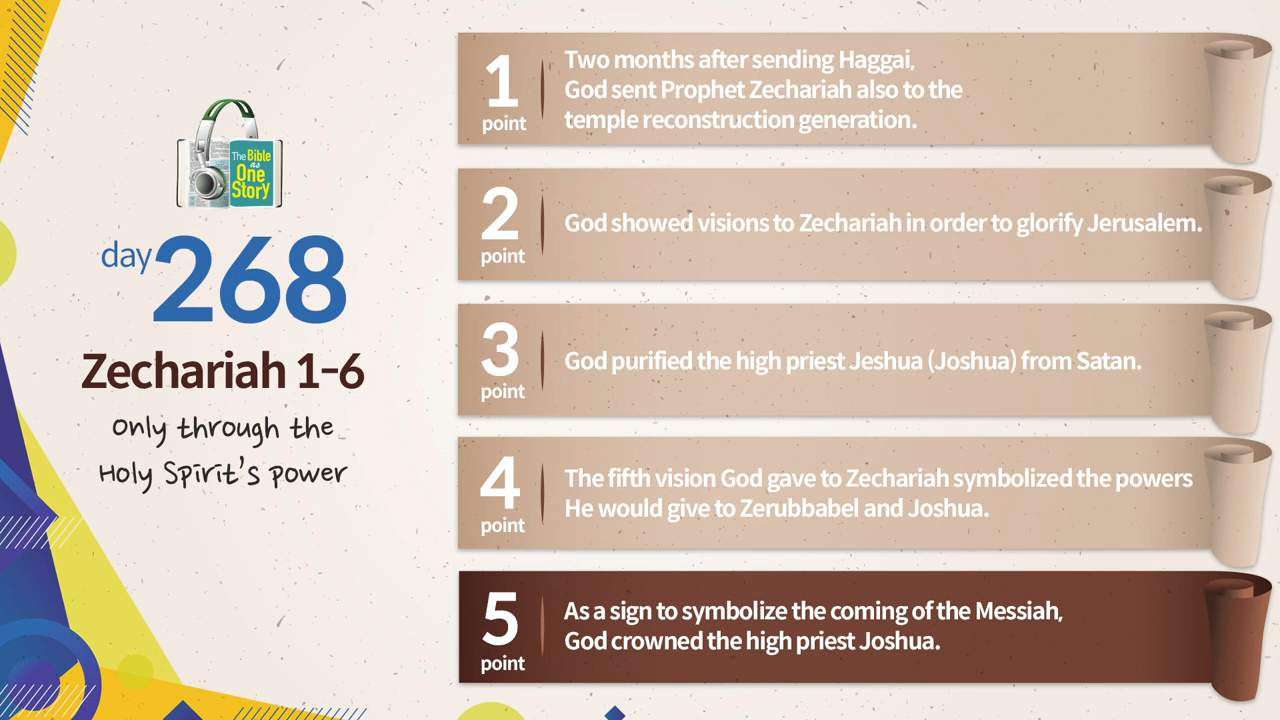 The Bible
as
One
Story
day 268
Zechariah 1-6
Only through the
Holy Spirit's power
1
point
Two months after sending Haggai,
God sent Prophet Zechariah also to the
temple reconstruction generation.
2
point
God showed visions to Zechariah in order to glorify Jerusalem.
3
point
God purified the high priest Jeshua (Joshua) from Satan.
4
point
The fifth vision God gave to Zechariah symbolized the powers
He would give to Zerubbabel and Joshua.
5
point
As a sign to symbolize the coming of the Messiah,
God crowned the high priest Joshua.